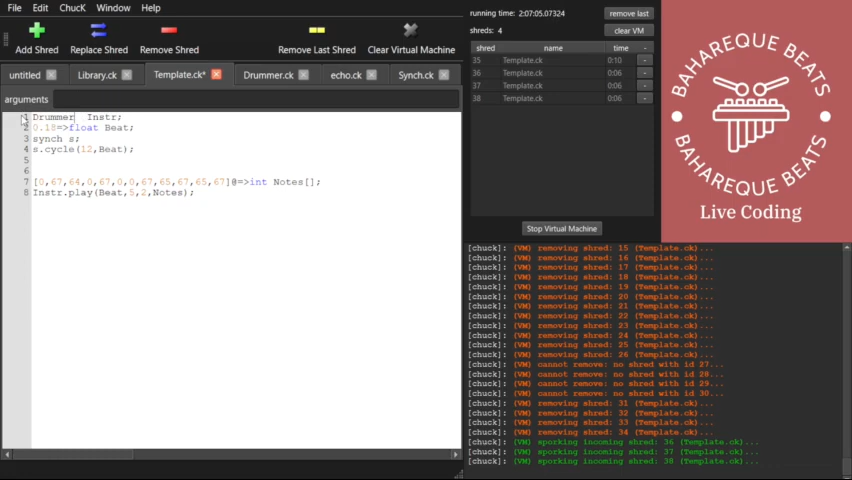 File Edit ChucK Window Help
Add Shred Replace Shred Remove Shred Remove Last Shred Clear Virtual Machine
untitled Library.ck Template.ck* Drummer.ck echo.ck Synch.ck
arguments
1 Drummer Instr;
2 0.18=>float Beat;
3 synch s;
4 s.cycle(12,Beat);
5
6
7 [0,67,64,0,67,0,0,67,65,67,65,67]@=>int Notes[];
8 Instr.play(Beat,5,2,Notes);
running time: 2:07:05.07324 remove last
shreds: 4 clear VM
shred name time -
35 Template.ck 0:10 -
36 Template.ck 0:06 -
37 Template.ck 0:06 -
38 Template.ck 0:06 -
Stop Virtual Machine
[chuck]: (VM) removing shred: 15 (Template.ck)...
[chuck]: (VM) removing shred: 16 (Template.ck)...
[chuck]: (VM) removing shred: 17 (Template.ck)...
[chuck]: (VM) removing shred: 18 (Template.ck)...
[chuck]: (VM) removing shred: 19 (Template.ck)...
[chuck]: (VM) removing shred: 20 (Template.ck)...
[chuck]: (VM) removing shred: 21 (Template.ck)...
[chuck]: (VM) removing shred: 22 (Template.ck)...
[chuck]: (VM) removing shred: 23 (Template.ck)...
[chuck]: (VM) removing shred: 24 (Template.ck)...
[chuck]: (VM) removing shred: 25 (Template.ck)...
[chuck]: (VM) removing shred: 26 (Template.ck)...
[chuck]: (VM) cannot remove: no shred with id 27...
[chuck]: (VM) cannot remove: no shred with id 28...
[chuck]: (VM) cannot remove: no shred with id 29...
[chuck]: (VM) cannot remove: no shred with id 30...
[chuck]: (VM) removing shred: 31 (Template.ck)...
[chuck]: (VM) removing shred: 32 (Template.ck)...
[chuck]: (VM) removing shred: 33 (Template.ck)...
[chuck]: (VM) removing shred: 34 (Template.ck)...
[chuck]: (VM) sporking incoming shred: 36 (Template.ck)...
[chuck]: (VM) sporking incoming shred: 37 (Template.ck)...
[chuck]: (VM) sporking incoming shred: 38 (Template.ck)...
BAHAREQUE BEATS
BAHAREQUE BEATS
Live Coding